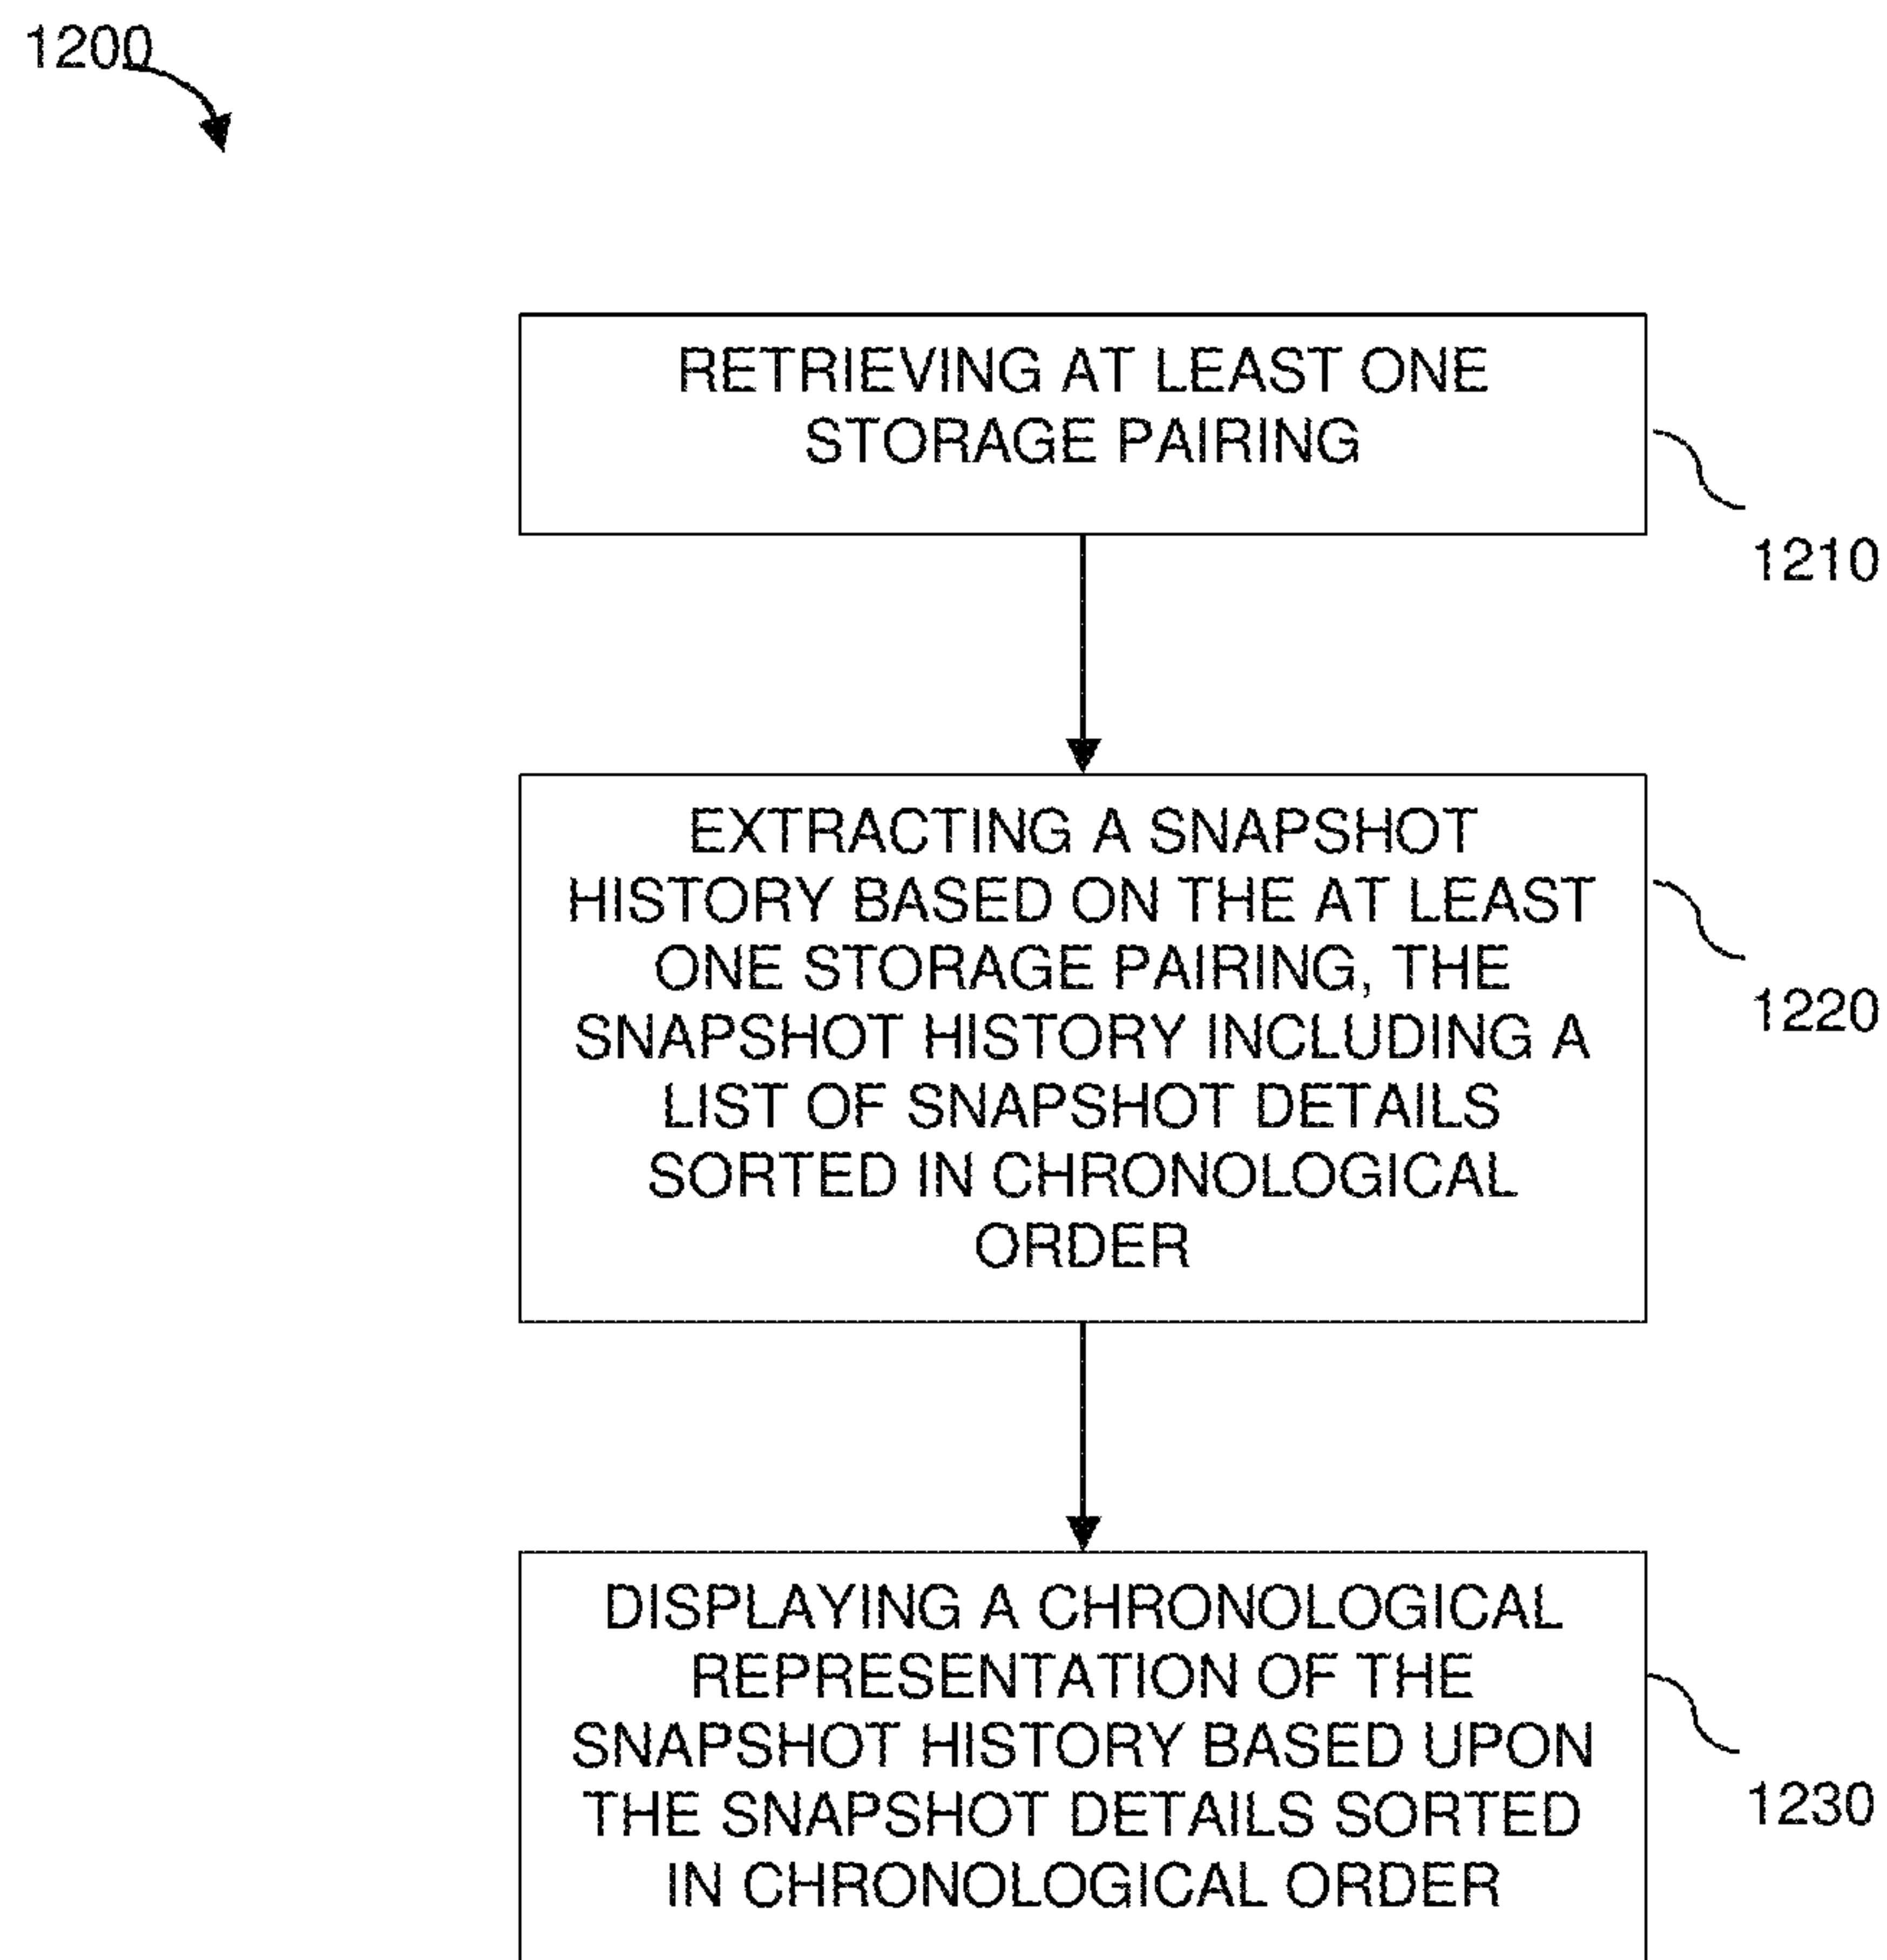 1200
RETRIEVING AT LEAST ONE
STORAGE PAIRING
1210
EXTRACTING A SNAPSHOT
HISTORY BASED ON THE AT LEAST
ONE STORAGE PAIRING, THE
SNAPSHOT HISTORY INCLUDING A
LIST OF SNAPSHOT DETAILS
SORTED IN CHRONOLOGICAL
ORDER
1220
DISPLAYING A CHRONOLOGICAL
REPRESENTATION OF THE
SNAPSHOT HISTORY BASED UPON
THE SNAPSHOT DETAILS SORTED
IN CHRONOLOGICAL ORDER
1230